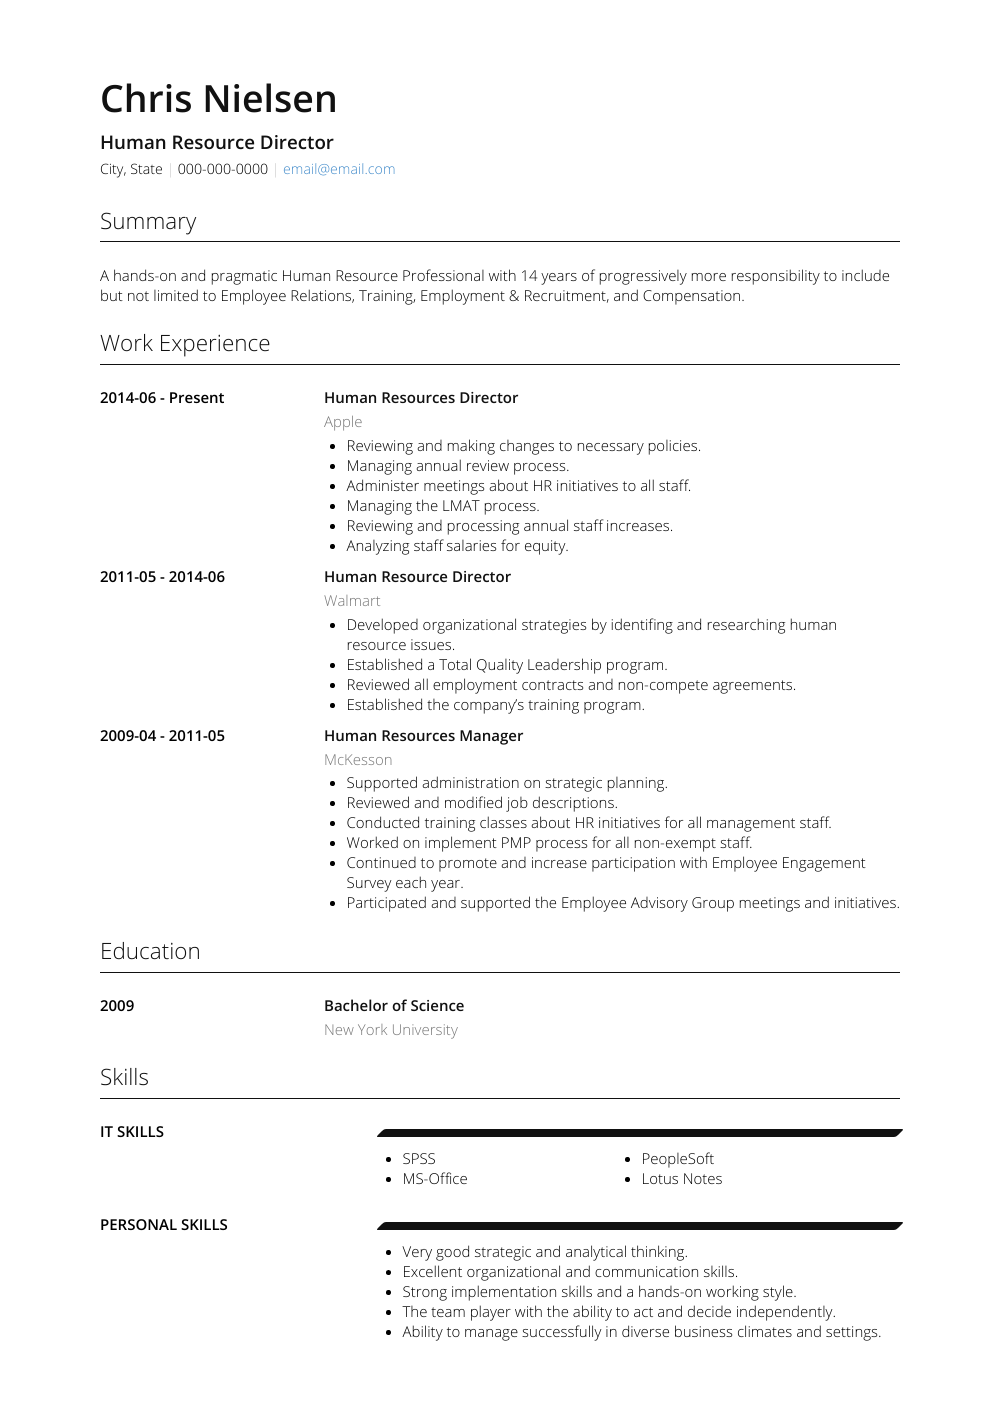 Chris Nielsen
Human Resource Director
City, State | 000-000-0000 | email@email.com
Summary
A hands-on and pragmatic Human Resource Professional with 14 years of progressively more responsibility to include
but not limited to Employee Relations, Training, Employment & Recruitment, and Compensation.
Work Experience
2014-06 - Present
Human Resources Director
Apple
• Reviewing and making changes to necessary policies.
• Managing annual review process.
• Administer meetings about HR initiatives to all staff.
• Managing the LMAT process.
• Reviewing and processing annual staff increases.
• Analyzing staff salaries for equity.
2011-05 - 2014-06
Human Resource Director
Walmart
• Developed organizational strategies by identifing and researching human
resource issues.
• Established a Total Quality Leadership program.
• Reviewed all employment contracts and non-compete agreements.
• Established the company’s training program.
2009-04 - 2011-05
Human Resources Manager
McKesson
• Supported administration on strategic planning.
• Reviewed and modified job descriptions.
• Conducted training classes about HR initiatives for all management staff.
• Worked on implement PMP process for all non-exempt staff.
• Continued to promote and increase participation with Employee Engagement
Survey each year.
• Participated and supported the Employee Advisory Group meetings and initiatives.
Education
2009
Bachelor of Science
New York University
Skills
IT SKILLS
• SPSS
• MS-Office
• PeopleSoft
• Lotus Notes
PERSONAL SKILLS
• Very good strategic and analytical thinking.
• Excellent organizational and communication skills.
• Strong implementation skills and a hands-on working style.
• The team player with the ability to act and decide independently.
• Ability to manage successfully in diverse business climates and settings.